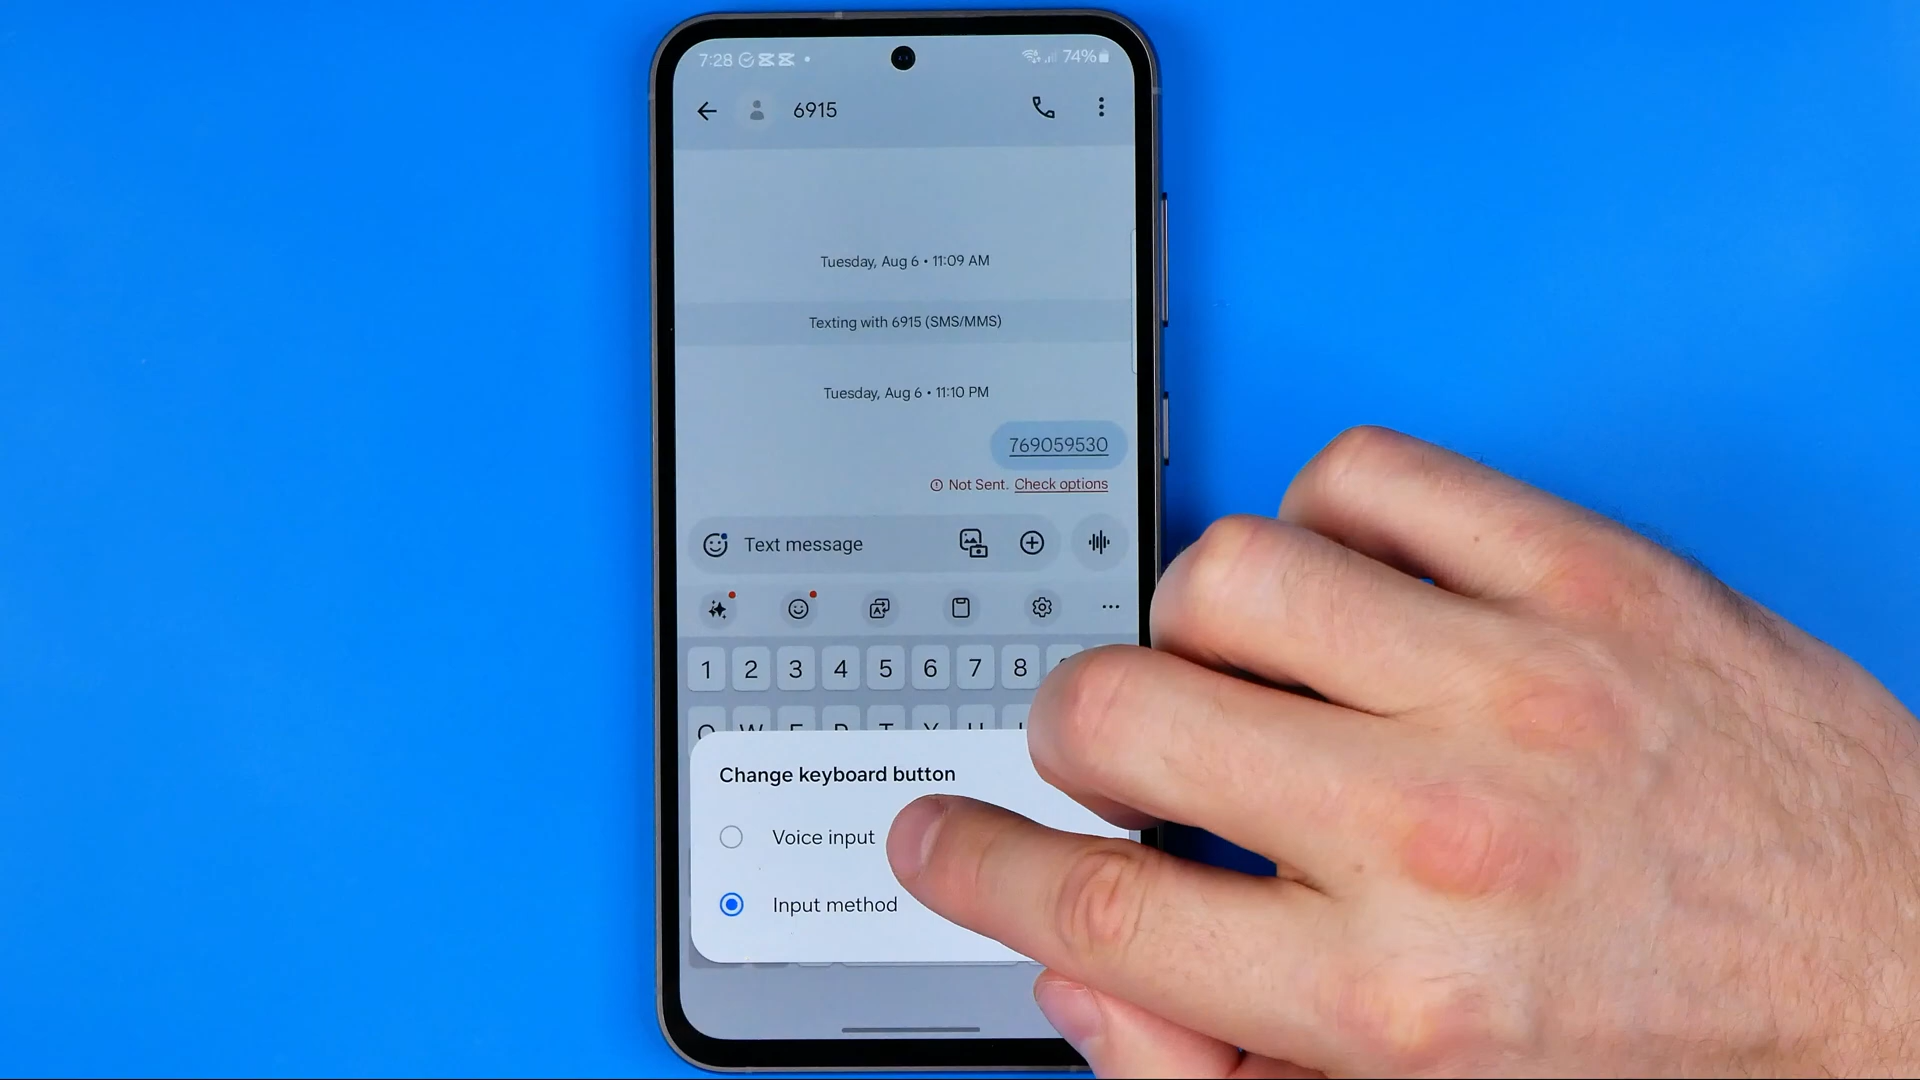 7:28 74%
6915
Tuesday, Aug 6 • 11:09 AM
Texting with 6915 (SMS/MMS)
Tuesday, Aug 6 • 11:10 PM
769059530
Not Sent. Check options
Text message
1 2 3 4 5 6 7 8
Q W E R T Y U
Change keyboard button
Voice input
Input method